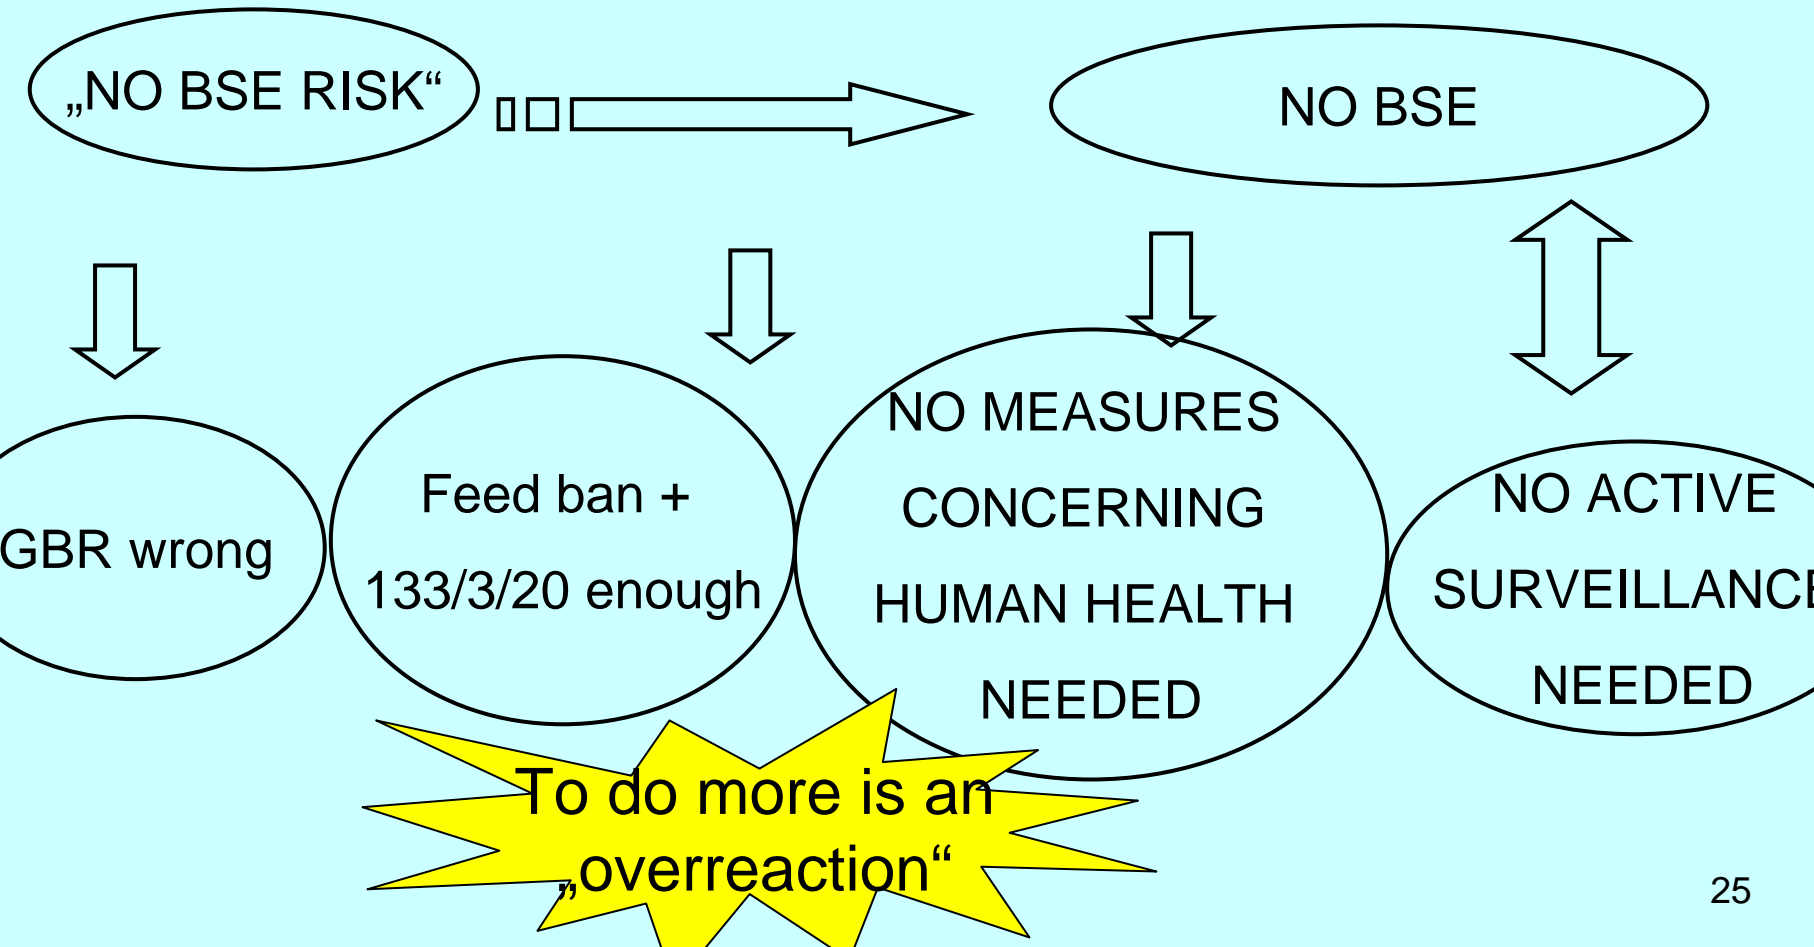 „NO BSE RISK“
NO BSE
GBR wrong
Feed ban +
133/3/20 enough
NO MEASURES
CONCERNING
HUMAN HEALTH
NEEDED
NO ACTIVE
SURVEILLANCE
NEEDED
To do more is an
„overreaction“
25